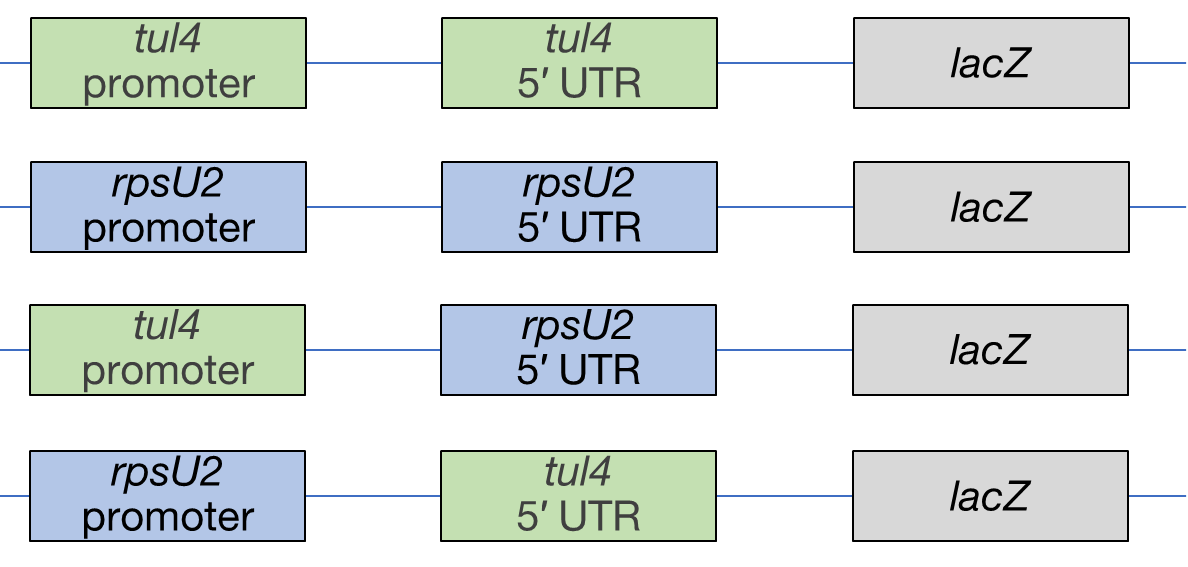 tul4
promoter
tul4
5′ UTR
lacZ
rpsU2
promoter
rpsU2
5′ UTR
lacZ
tul4
promoter
rpsU2
5′ UTR
lacZ
rpsU2
promoter
tul4
5′ UTR
lacZ